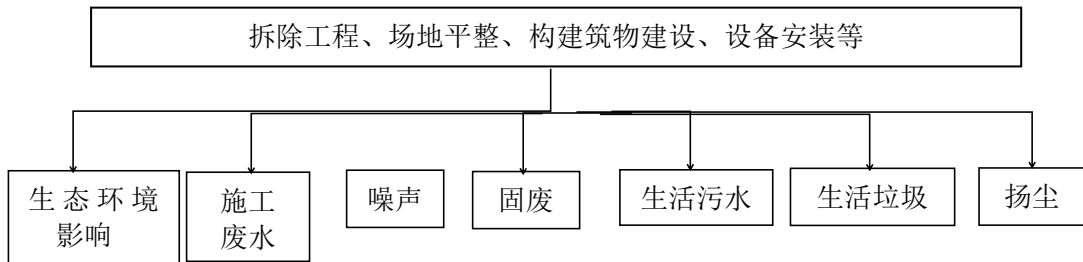 拆除工程、场地平整、构建筑物建设、设备安装等
生态环境
影响
施工
废水
噪声
固废
生活污水
生活垃圾
扬尘